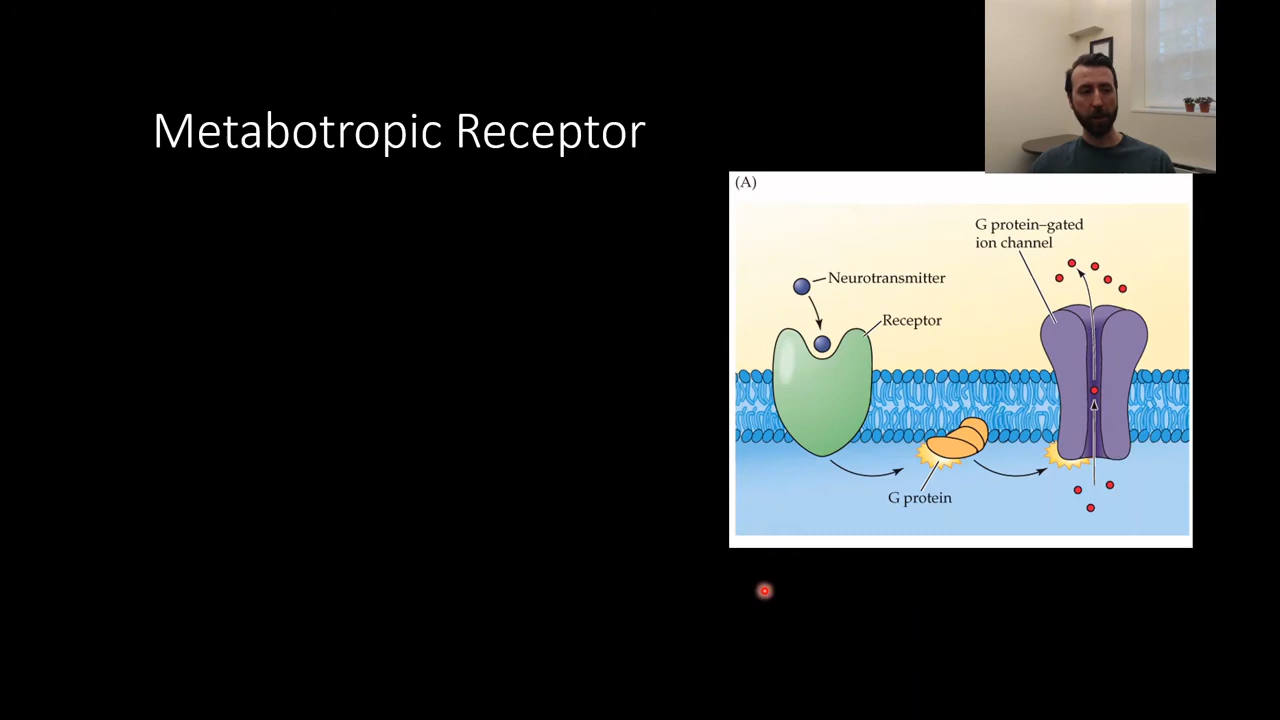 Metabotropic Receptor
(A)
G protein–gated
ion channel
Neurotransmitter
Receptor
G protein